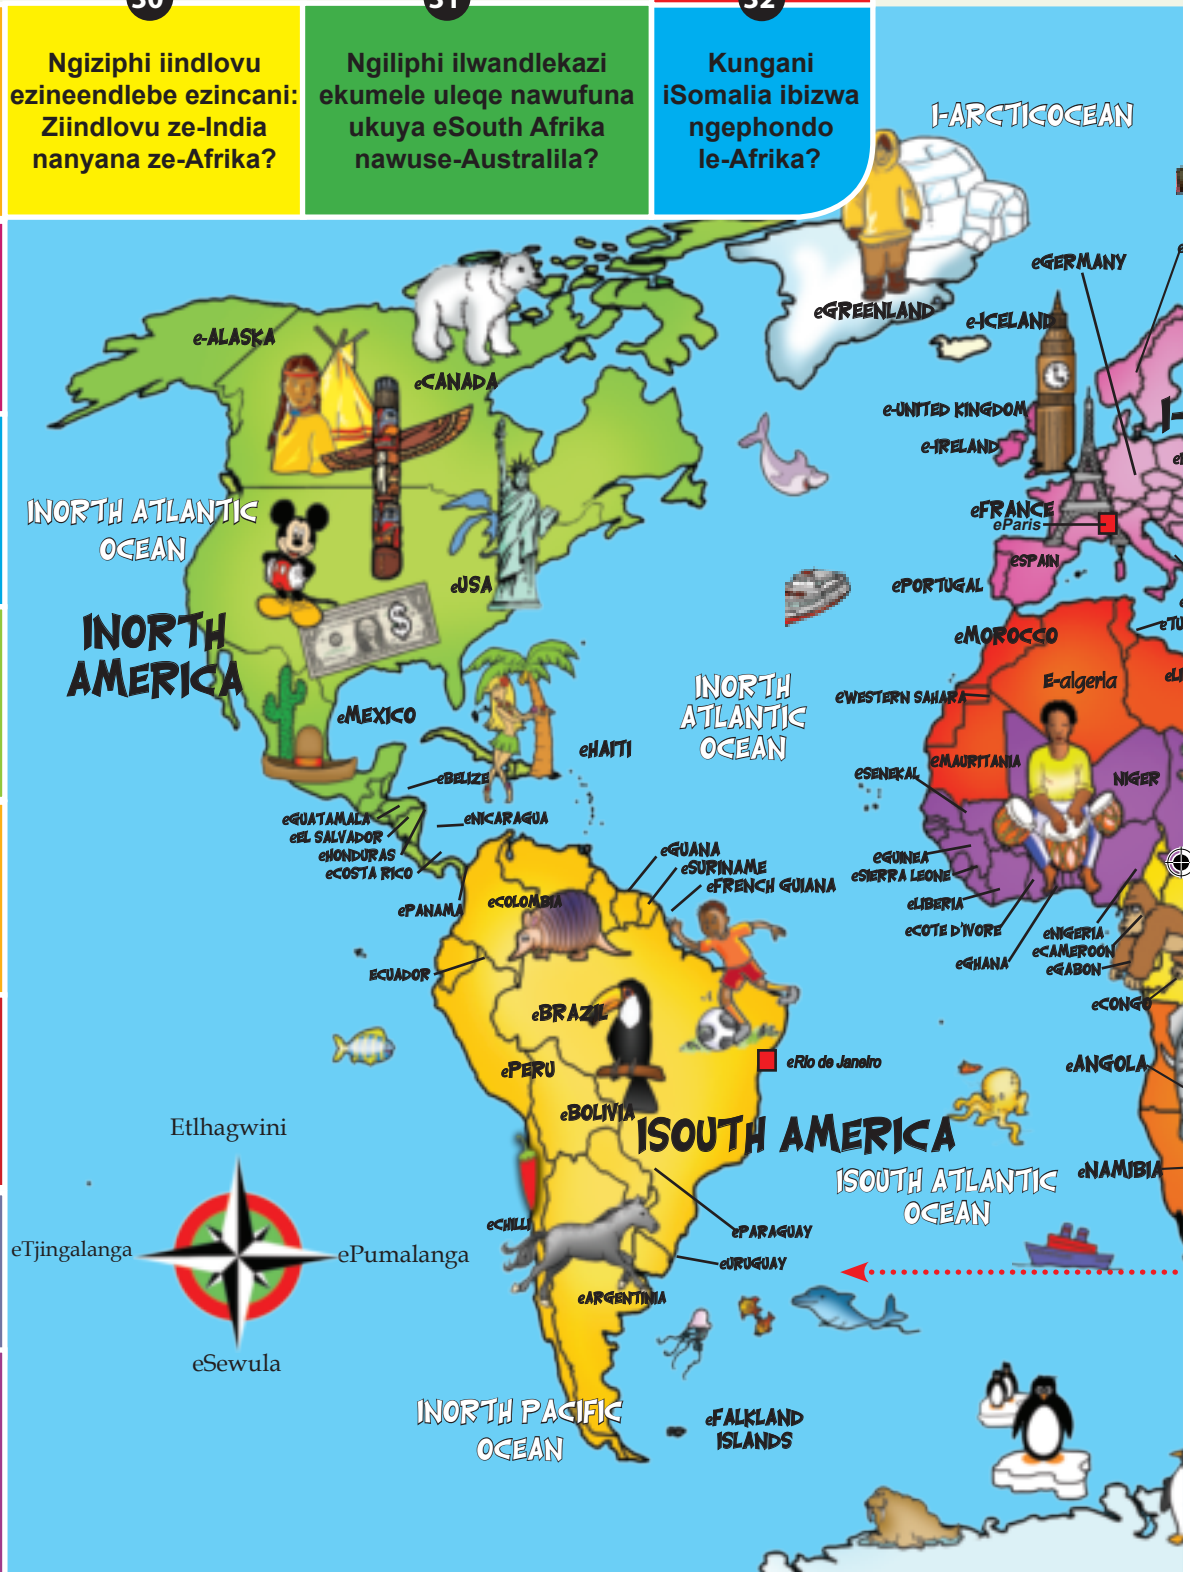 30
31
32
Ngiziphi iindlovu
ezineendlebe ezincani:
Ziindlovu ze-India
nanyana ze-Afrika?
Ngiliphi ilwandlekazi
ekumele uleqe nawufuna
ukuya eSouth Afrika
nawuse-Australila?
Kungani
iSomalia ibizwa
ngephondo
le-Afrika?
I-ARCTICOCEAN
eGERMANY
eGREENLAND
e-ICELAND
e-ALASKA
eCANADA
e-UNITED KINGDOM
e-IRELAND
INORTH ATLANTIC
OCEAN
eFRANCE
eParis
eSPAIN
ePORTUGAL
eUSA
INORTH
AMERICA
eMOROCCO
E-algeria
eWESTERN SAHARA
INORTH
ATLANTIC
OCEAN
eMEXICO
eHAITI
eMAURITANIA
eSENEKAL
NIGER
eBELIZE
eGUATAMALA
eNICARAGUA
eEL SALVADOR
eHONDURAS
eCOSTA RICO
eGUANA
eSURINAME
eFRENCH GUIANA
eGUINEA
eSIERRA LEONE
eLIBERIA
eCOTE D'IVORE
eGHANA
eNIGERIA
eCAMEROON
eGABON
eCONGO
ePANAMA
eCOLOMBIA
ECUADOR
eBRAZIL
ePERU
eRio de Janeiro
eANGOLA
eBOLIVIA
ISOUTH AMERICA
ISOUTH ATLANTIC
OCEAN
eNAMIBIA
Etlhagwini
eTjingalanga
ePumalanga
eSewula
eCHILLI
ePARAGUAY
eURUGUAY
eARGENTINIA
INORTH PACIFIC
OCEAN
eFALKLAND
ISLANDS